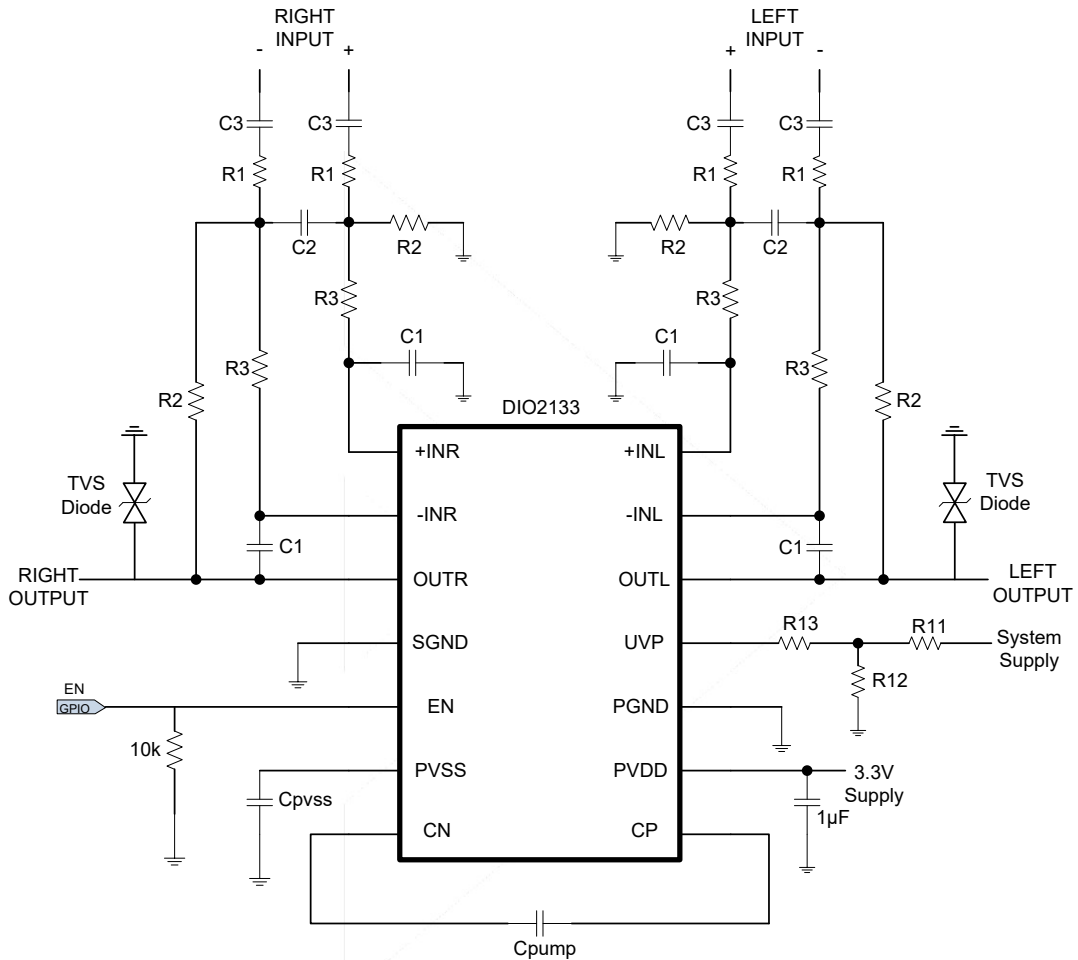 RIGHT
INPUT
LEFT
INPUT
- +
+ -
C3 C3
C3 C3
R1 R1
R1 R1
C2 R2
R2 C2
R3
R3
C1
C1
R3
R3
R2
R2
DIO2133
+INR
+INL
TVS
Diode
TVS
Diode
-INR
-INL
C1
C1
RIGHT
OUTPUT
OUTR
OUTL
LEFT
OUTPUT
SGND
UVP
R13
R11
System
Supply
R12
EN
GPIO
EN
PGND
10k
PVSS
PVDD
3.3V
Supply
Cpvss
1µF
CN
CP
Cpump